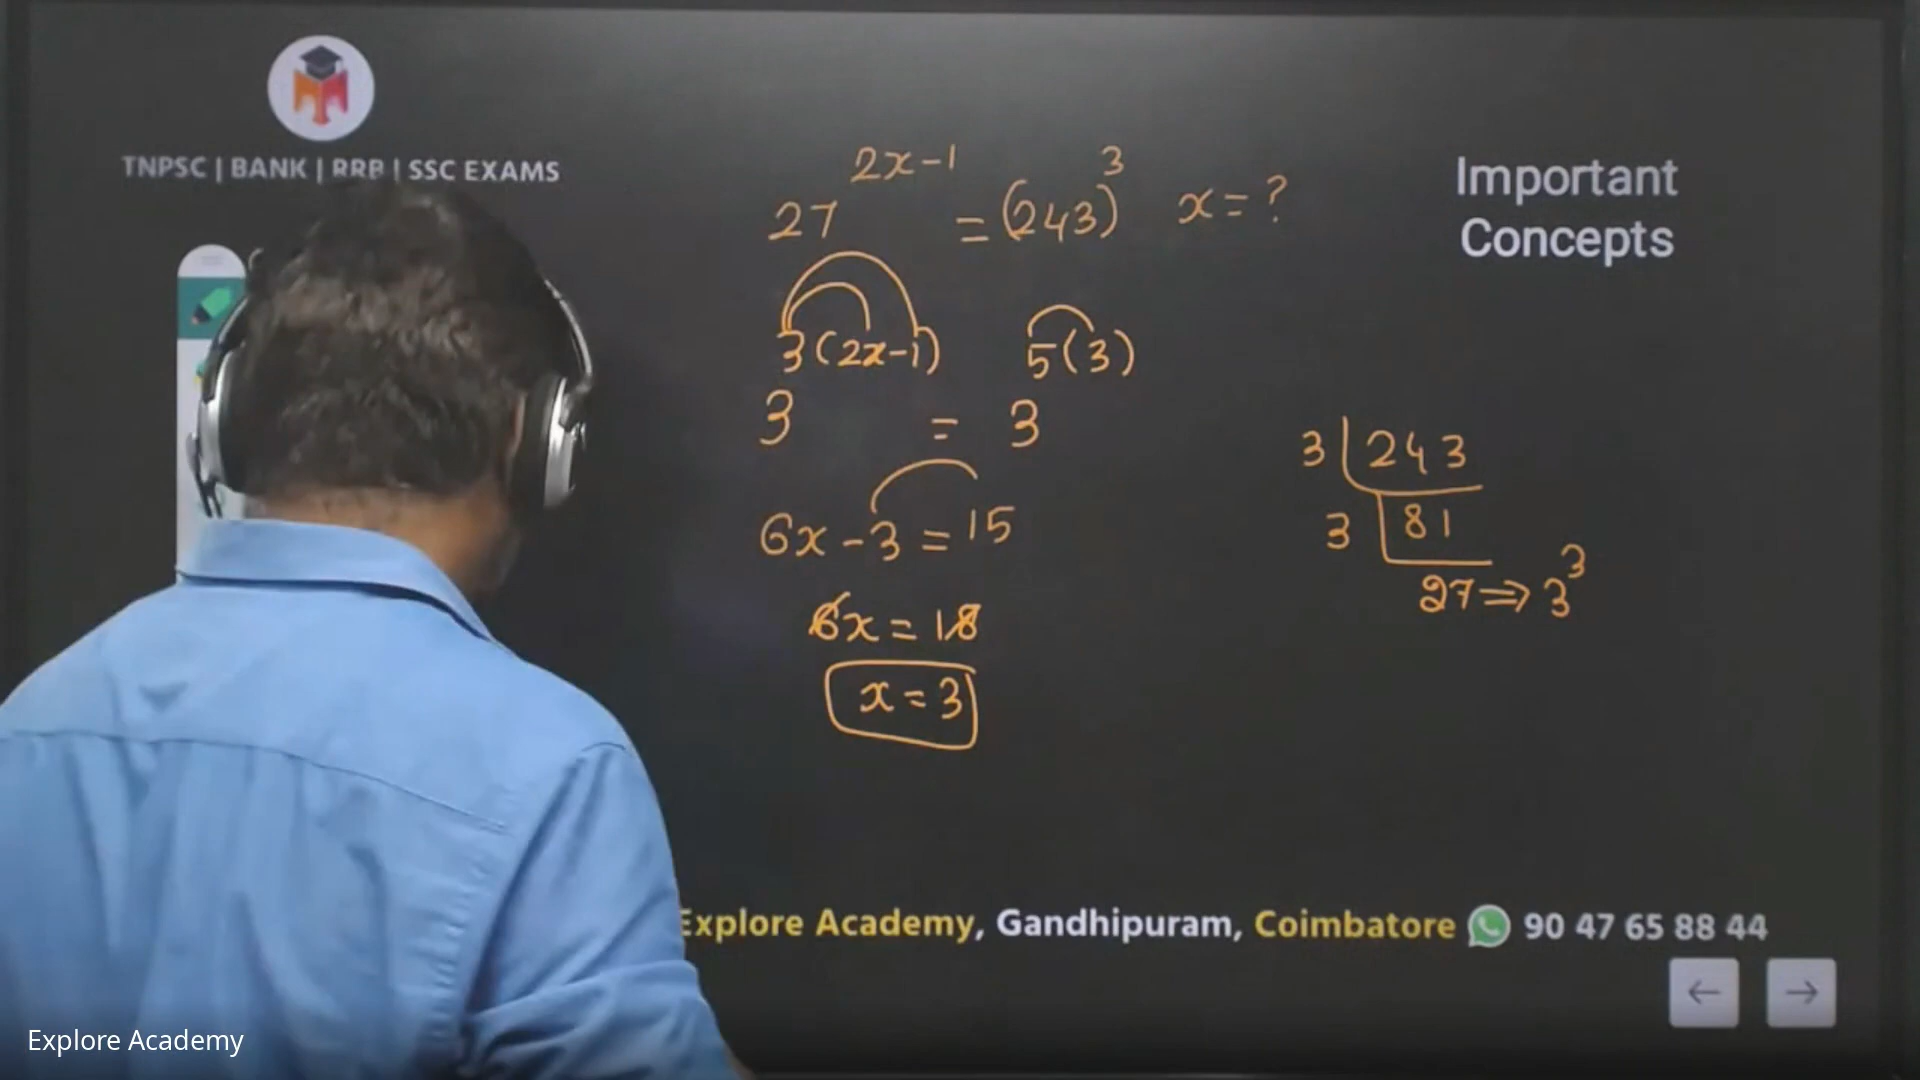 TNPSC | BANK | RRB | SSC EXAMS
Important
Concepts
27^{2x-1} = (243)^3 x = ?
3^{3(2x-1)} = 3^{5(3)}
6x - 3 = 15
6x = 18
x = 3
3 | 243
3 | 81
27 ⇒ 3^3
Explore Academy, Gandhipuram, Coimbatore 90 47 65 88 44
← →
Explore Academy